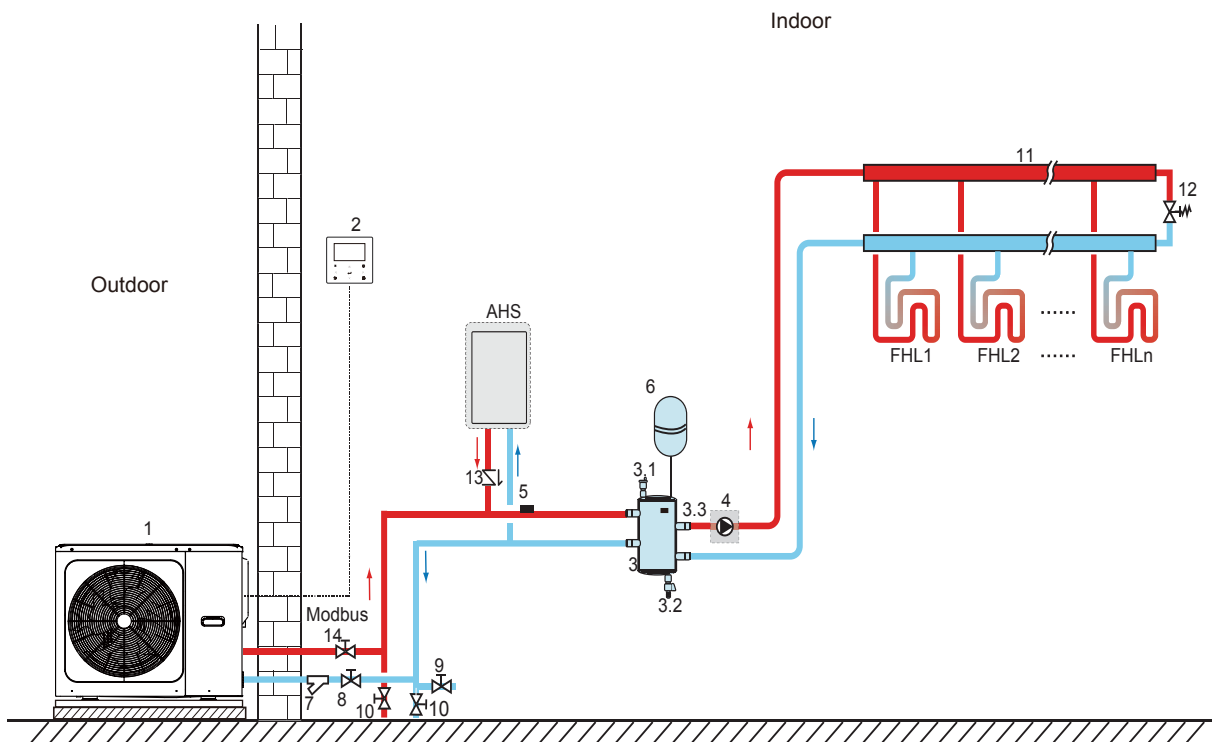 Indoor
11
12
2
Outdoor
AHS
FHL1
FHL2
......
......
FHLn
6
13
5
3.1
3.3
4
1
3
3.2
Modbus
14
9
7
8
10
10